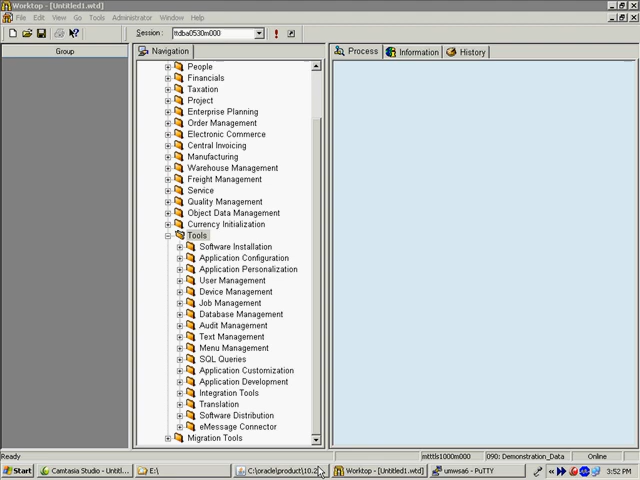 Worktop - [Untitled1.wtd]
File Edit View Go Tools Administrator Window Help
Session: ttdba0530m000
Group
Navigation
Process Information History
People
Financials
Taxation
Project
Enterprise Planning
Order Management
Electronic Commerce
Central Invoicing
Manufacturing
Warehouse Management
Freight Management
Service
Quality Management
Object Data Management
Currency Initialization
Tools
Software Installation
Application Configuration
Application Personalization
User Management
Device Management
Job Management
Database Management
Audit Management
Text Management
Menu Management
SQL Queries
Application Customization
Application Development
Integration Tools
Translation
Software Distribution
eMessage Connector
Migration Tools
Ready mtttls1000m000 090: Demonstration_Data Online
Start Camtasia Studio - Untitl... E:\ C:\oracle\product\10.2 Worktop - [Untitled1.wtd] umwsa6 - PuTTY 3:52 PM